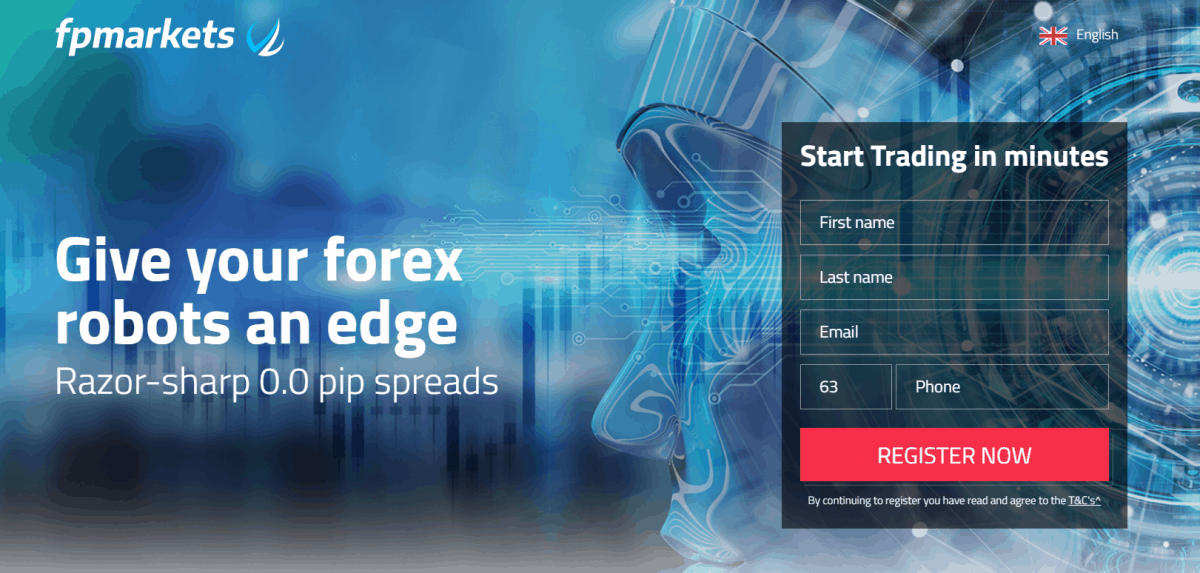 fpmarkets
English
Give your forex
robots an edge
Razor-sharp 0.0 pip spreads
Start Trading in minutes
First name
Last name
Email
63 Phone
REGISTER NOW
By continuing to register you have read and agree to the T&C's^